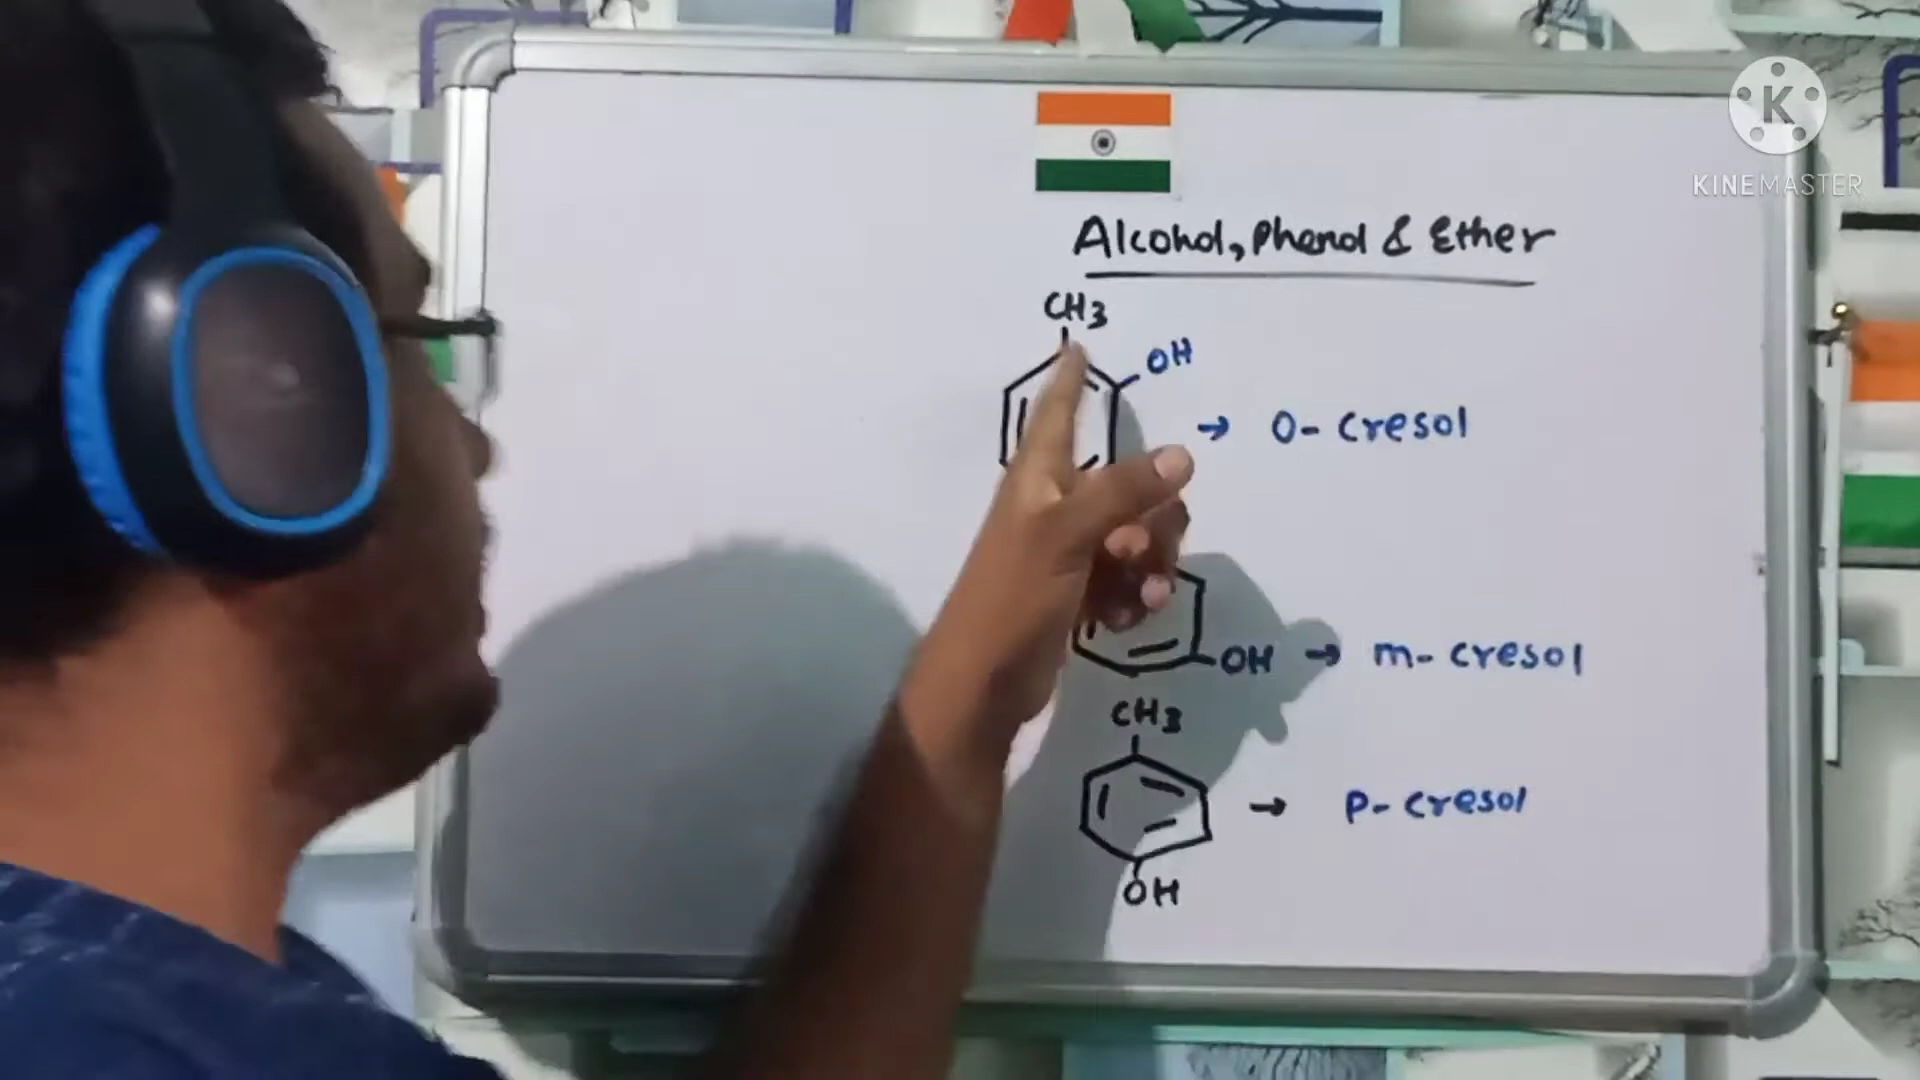 KINEMASTER
Alcohol, Phenol & Ether
CH3
OH
→ O- cresol
OH → m- cresol
CH3
→ P- cresol
OH